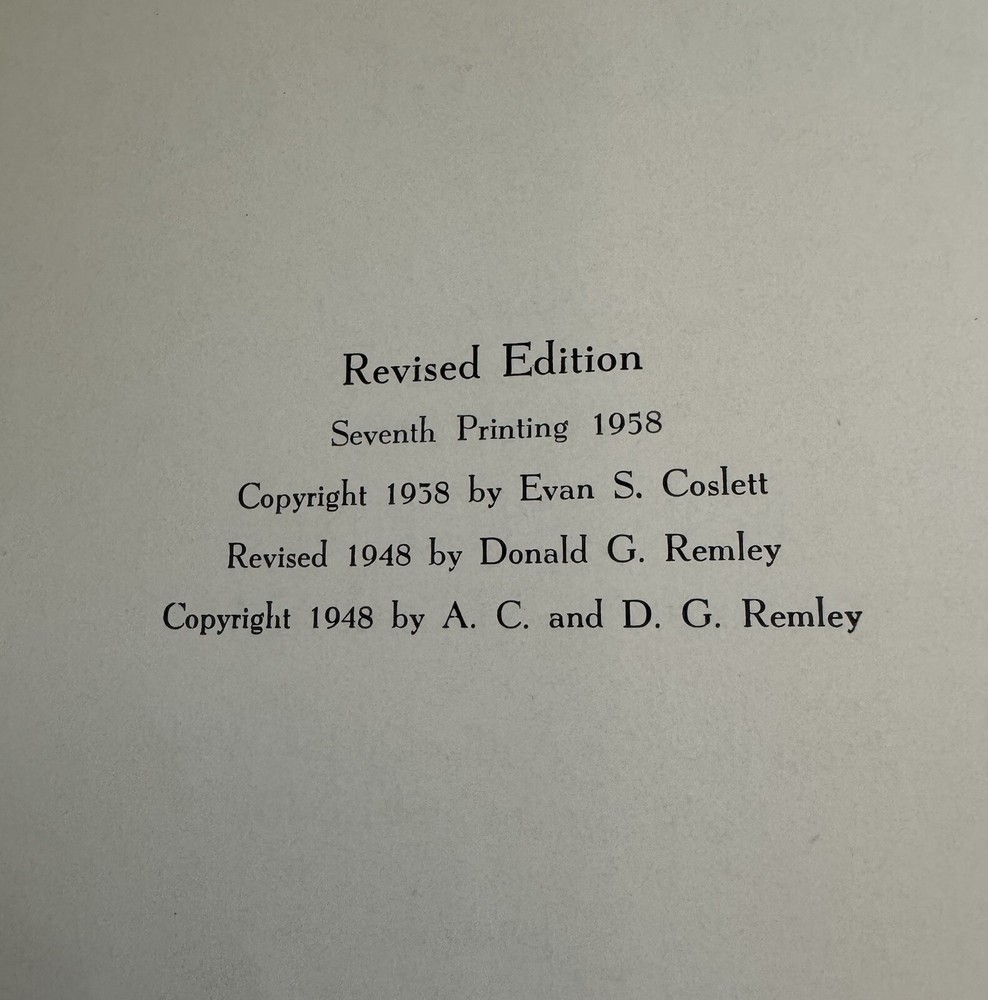 Revised Edition
Seventh Printing 1958
Copyright 1938 by Evan S. Coslett
Revised 1948 by Donald G. Remley
Copyright 1948 by A. C. and D. G. Remley